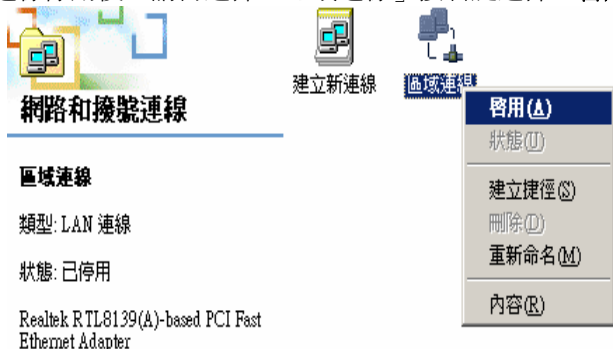 建立新連線
區域連線
網路和撥號連線
區域連線
類型: LAN 連線
狀態: 已停用
Realtek RTL8139(A)-based PCI Fast
Ethernet Adapter
啓用(A)
狀態(U)
建立捷徑(S)
刪除(D)
重新命名(M)
內容(R)